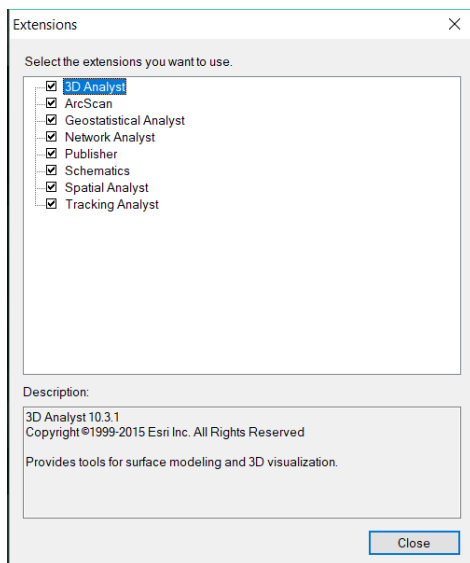 Extensions
Select the extensions you want to use.
3D Analyst
ArcScan
Geostatistical Analyst
Network Analyst
Publisher
Schematics
Spatial Analyst
Tracking Analyst
Description:
3D Analyst 10.3.1
Copyright ©1999-2015 Esri Inc. All Rights Reserved
Provides tools for surface modeling and 3D visualization.
Close